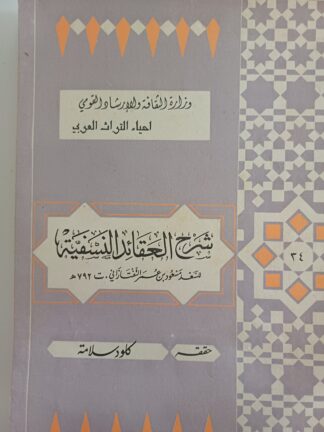 وزارة الثقافة والإرشاد القومي
احياء التراث العربي
شرح العقائد النسفية
لسعد مسعود بن عمر التفتازاني، ت ٧٩٢ هـ
٣٤
حققه
كلود سلامة